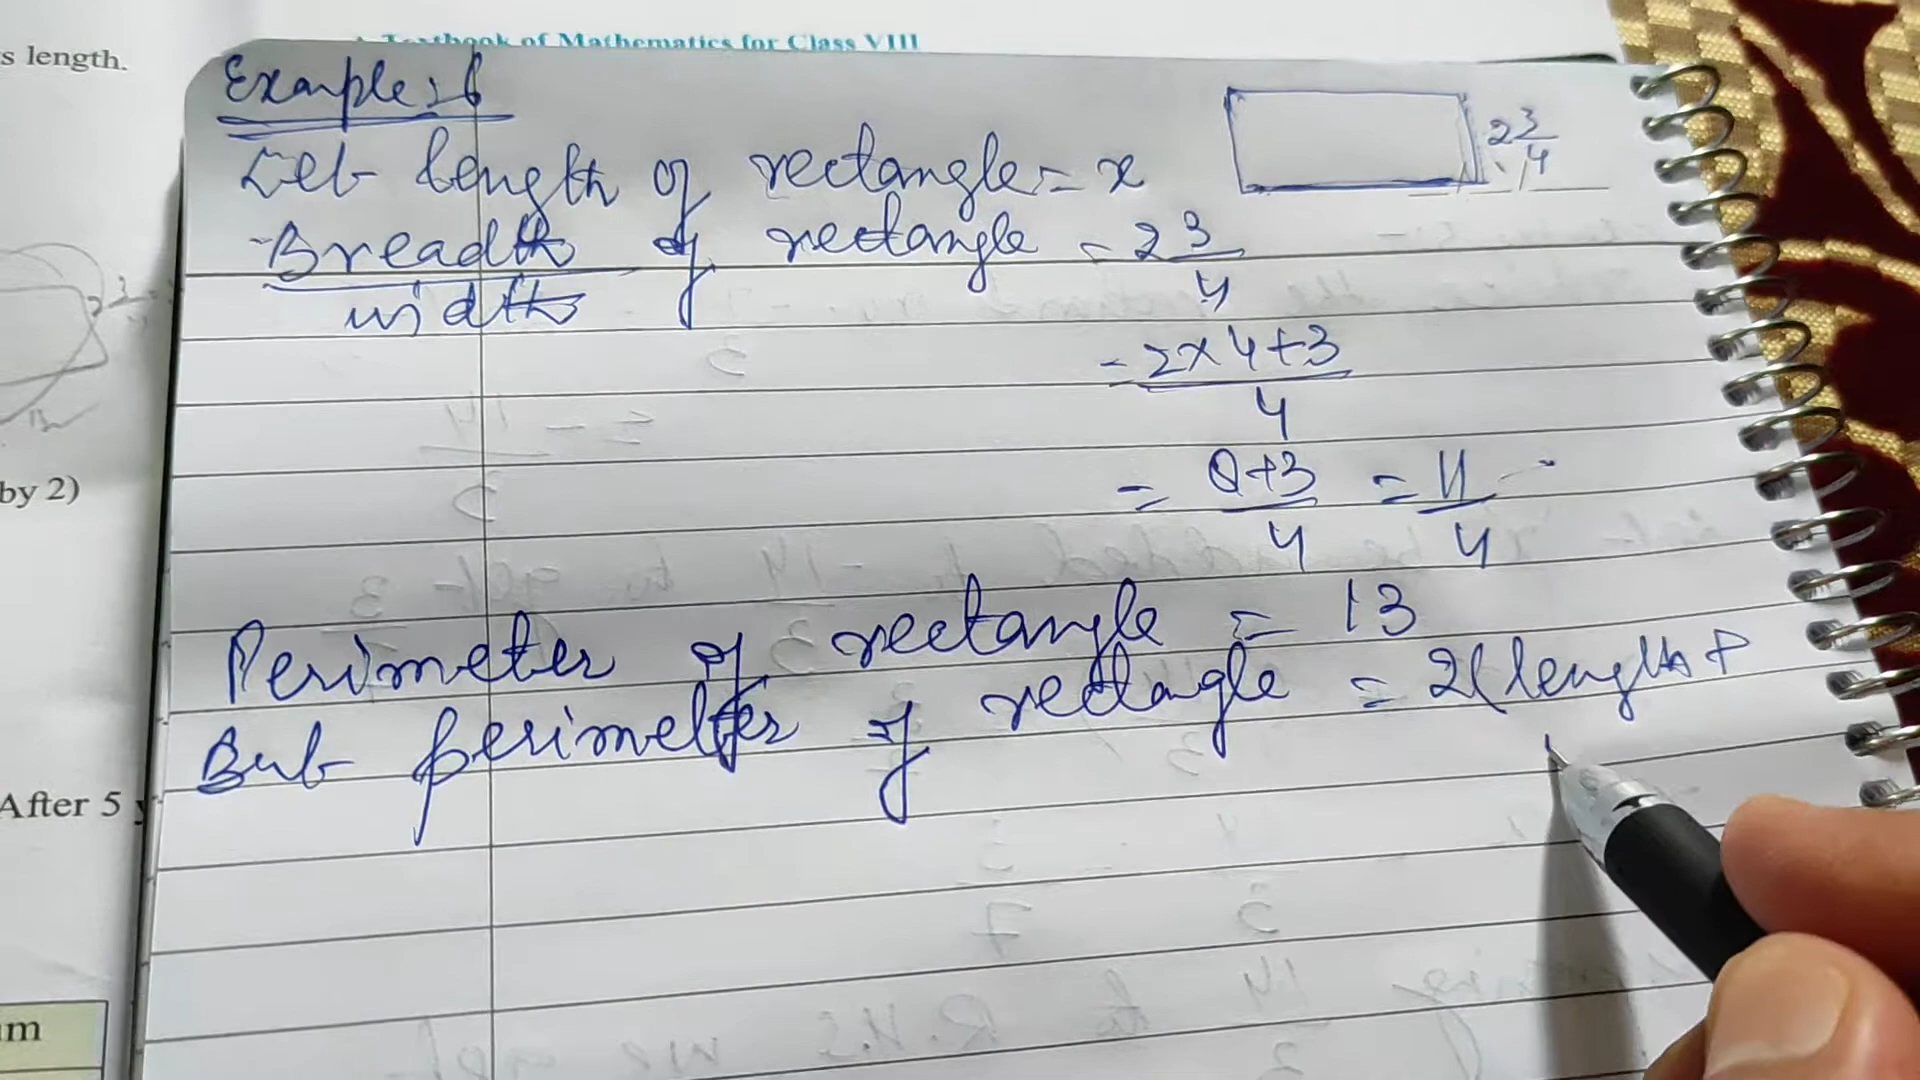 s length.
by 2)
After 5 y
m
Textbook of Mathematics for Class VIII
Example: 6
Let length of rectangle = x
2 3/4
Breadth of rectangle = 2 3/4
width
= 2×4+3/4
= 8+3/4 = 11/4
Perimeter of rectangle = 13
But perimeter of rectangle = 2(length +